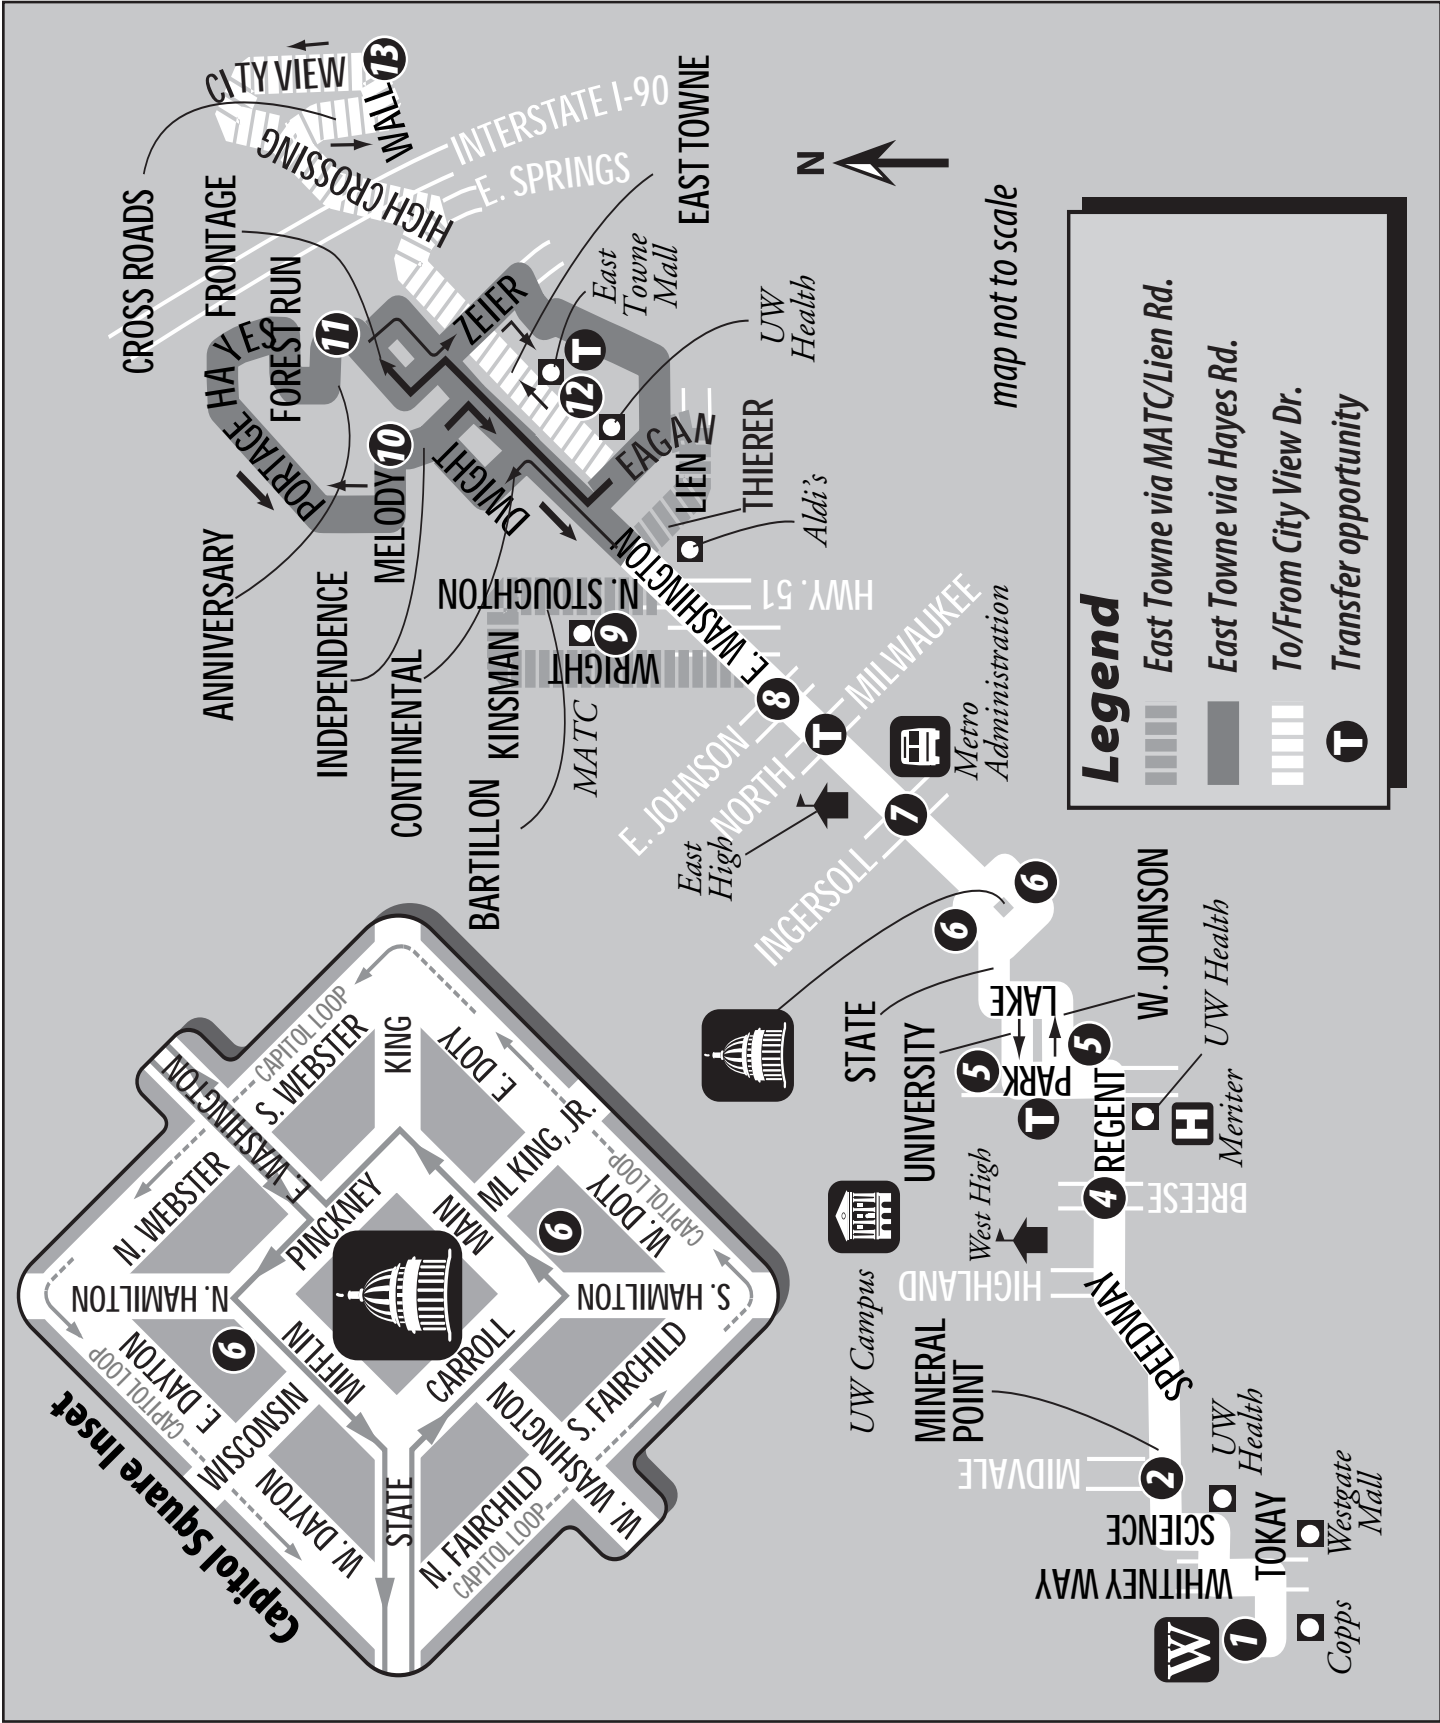 Capitol Square Inset
CAPITOL LOOP
CAPITOL LOOP
CAPITOL LOOP
CAPITOL LOOP
E. WASHINGTON
S. WEBSTER
N. WEBSTER
KING
E. DOTY
PINCKNEY
ML KING, JR.
MAIN
W. DOTY
N. HAMILTON
S. HAMILTON
6
6
E. DAYTON
MIFFLIN
CARROLL
WISCONSIN
W. DAYTON
STATE
N. FAIRCHILD
S. FAIRCHILD
W. WASHINGTON
CROSS ROADS
CITY VIEW
13
WALL
HIGH CROSSING
INTERSTATE I-90
E. SPRINGS
EAST TOWNE
FRONTAGE
FOREST RUN
HAYES
11
PORTAGE
ZEIER
East
Towne
Mall
T
12
UW
Health
10
MELODY
DWIGHT
EAGAN
LIEN
THIERER
Aldi's
ANNIVERSARY
INDEPENDENCE
CONTINENTAL
BARTILLON
KINSMAN
N. STOUGHTON
9
WRIGHT
MATC
E. WASHINGTON
HWY. 51
8
E. JOHNSON
T
NORTH
MILWAUKEE
Metro
Administration
East
High
7
INGERSOLL
6
6
STATE
UNIVERSITY
LAKE
W. JOHNSON
5
5
PARK
T
UW Health
H
Meriter
REGENT
4
BREESE
West High
UW Campus
HIGHLAND
SPEEDWAY
MINERAL
POINT
MIDVALE
2
UW
Health
SCIENCE
WHITNEY WAY
TOKAY
Westgate
Mall
W
1
Copps
N
map not to scale
Legend
East Towne via MATC/Lien Rd.
East Towne via Hayes Rd.
To/From City View Dr.
T
Transfer opportunity